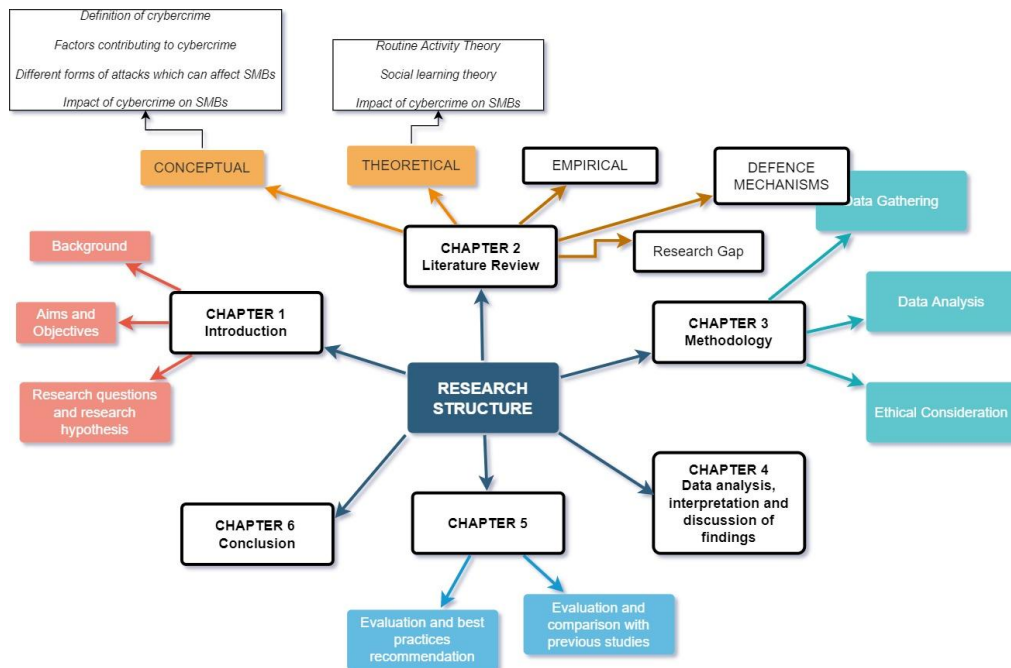 Definition of crybercrime
Factors contributing to cybercrime
Different forms of attacks which can affect SMBs
Impact of cybercrime on SMBs
Routine Activity Theory
Social learning theory
Impact of cybercrime on SMBs
CONCEPTUAL
THEORETICAL
EMPIRICAL
DEFENCE
MECHANISMS
Data Gathering
Background
CHAPTER 2
Literature Review
Research Gap
Aims and
Objectives
CHAPTER 1
Introduction
CHAPTER 3
Methodology
Data Analysis
Research questions
and research
hypothesis
RESEARCH
STRUCTURE
Ethical Consideration
CHAPTER 6
Conclusion
CHAPTER 5
CHAPTER 4
Data analysis,
interpretation and
discussion of
findings
Evaluation and best
practices
recommendation
Evaluation and
comparison with
previous studies